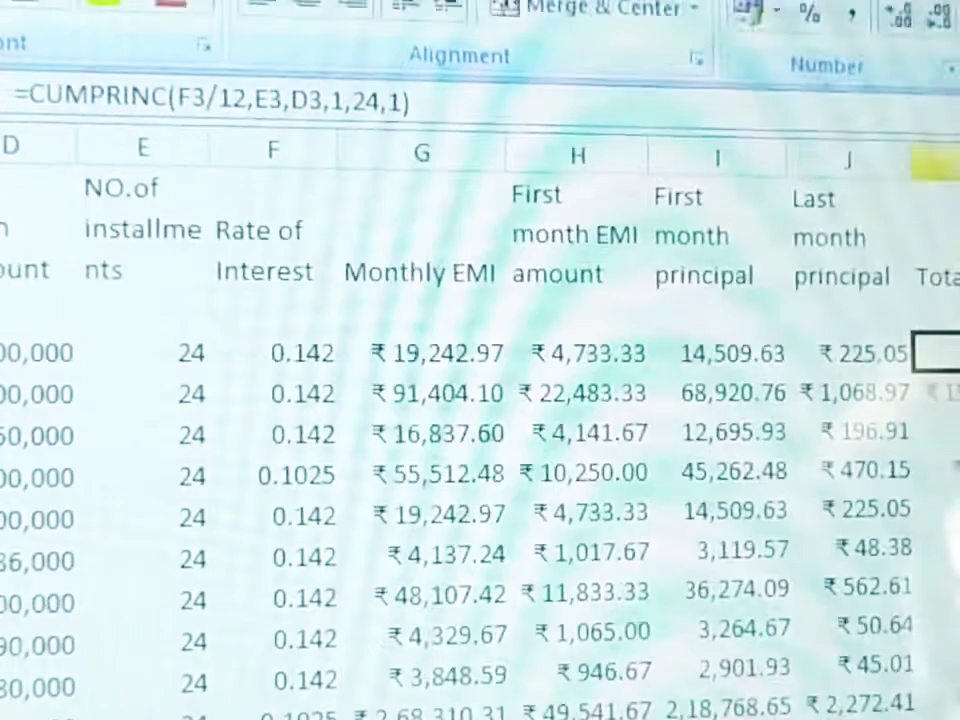 Merge & Center
% ,
Alignment
Number
=CUMPRINC(F3/12,E3,D3,1,24,1)
D E F G H I J
NO.of First First Last
installme Rate of month EMI month month
nts Interest Monthly EMI amount principal principal
00,000 24 0.142 ₹ 19,242.97 ₹ 4,733.33 14,509.63 ₹ 225.05
00,000 24 0.142 ₹ 91,404.10 ₹ 22,483.33 68,920.76 ₹ 1,068.97
50,000 24 0.142 ₹ 16,837.60 ₹ 4,141.67 12,695.93 ₹ 196.91
00,000 24 0.1025 ₹ 55,512.48 ₹ 10,250.00 45,262.48 ₹ 470.15
00,000 24 0.142 ₹ 19,242.97 ₹ 4,733.33 14,509.63 ₹ 225.05
86,000 24 0.142 ₹ 4,137.24 ₹ 1,017.67 3,119.57 ₹ 48.38
00,000 24 0.142 ₹ 48,107.42 ₹ 11,833.33 36,274.09 ₹ 562.61
90,000 24 0.142 ₹ 4,329.67 ₹ 1,065.00 3,264.67 ₹ 50.64
80,000 24 0.142 ₹ 3,848.59 ₹ 946.67 2,901.93 ₹ 45.01
24 0.1025 ₹ 2,68,310.31 ₹ 49,541.67 2,18,768.65 ₹ 2,272.41